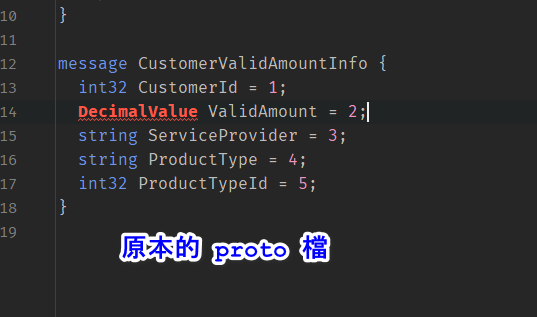 10 }
11
12 message CustomerValidAmountInfo {
13 int32 CustomerId = 1;
14 DecimalValue ValidAmount = 2;
15 string ServiceProvider = 3;
16 string ProductType = 4;
17 int32 ProductTypeId = 5;
18 }
19
原本的 proto 檔